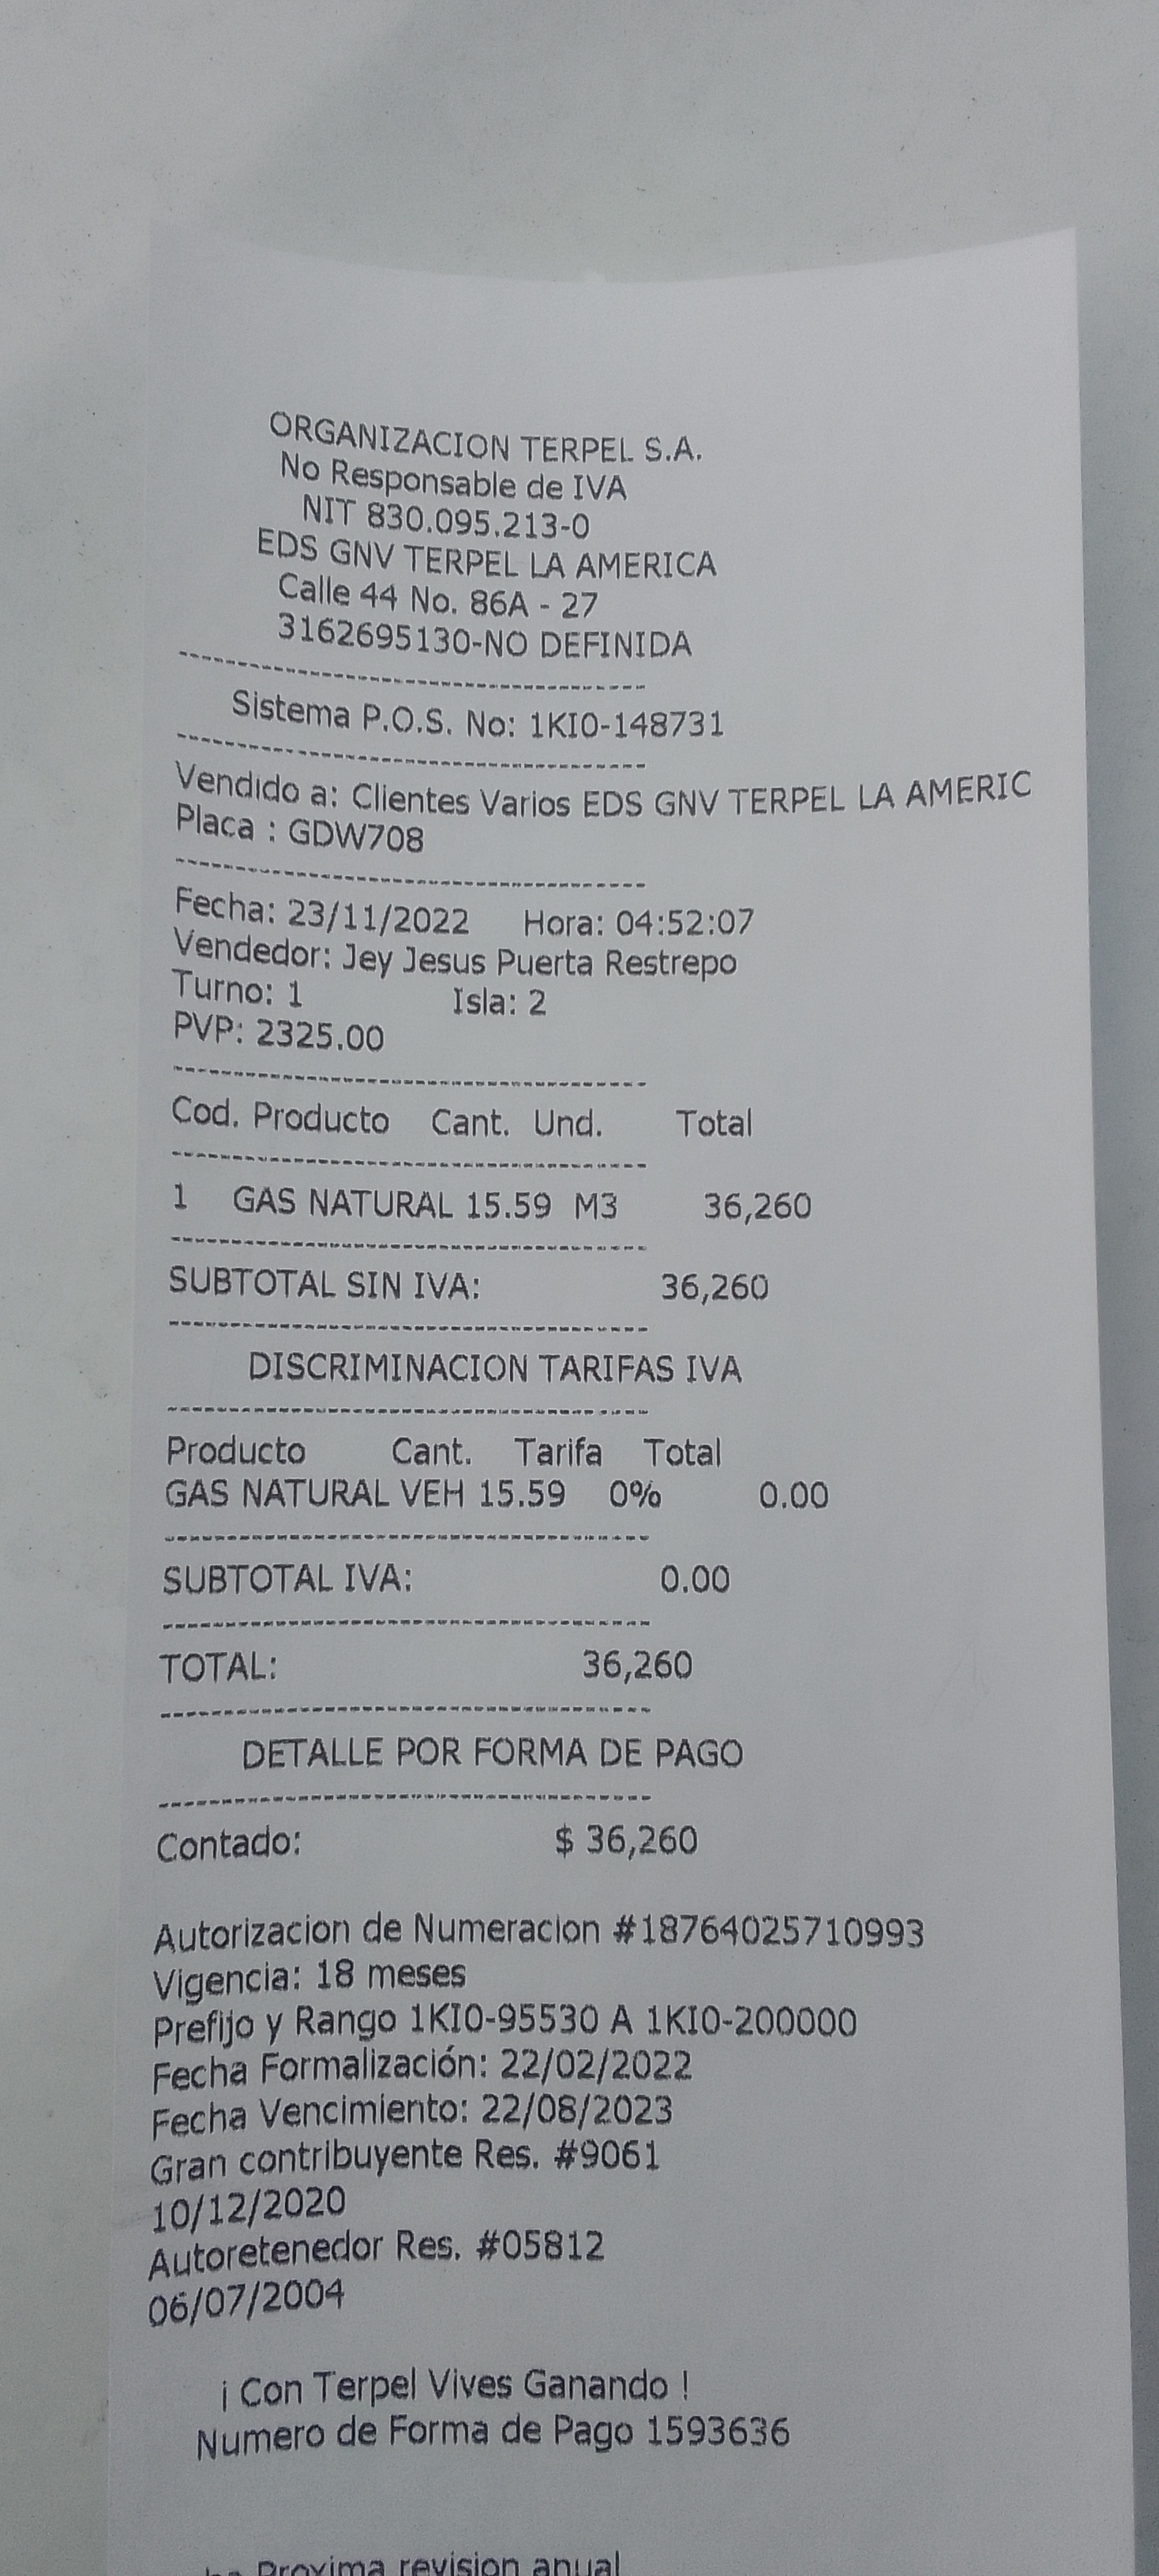 ORGANIZACION TERPEL S.A.
No Responsable de IVA
NIT 830.095.213-0
EDS GNV TERPEL LA AMERICA
Calle 44 No. 86A - 27
3162695130-NO DEFINIDA
Sistema P.O.S. No: 1KI0-148731
Vendido a: Clientes Varios EDS GNV TERPEL LA AMERIC
Placa : GDW708
Fecha: 23/11/2022 Hora: 04:52:07
Vendedor: Jey Jesus Puerta Restrepo
Turno: 1 Isla: 2
PVP: 2325.00
Cod. Producto Cant. Und. Total
1 GAS NATURAL 15.59 M3 36,260
SUBTOTAL SIN IVA: 36,260
DISCRIMINACION TARIFAS IVA
Producto Cant. Tarifa Total
GAS NATURAL VEH 15.59 0% 0.00
SUBTOTAL IVA: 0.00
TOTAL: 36,260
DETALLE POR FORMA DE PAGO
Contado: $ 36,260
Autorizacion de Numeracion #18764025710993
Vigencia: 18 meses
Prefijo y Rango 1KI0-95530 A 1KI0-200000
Fecha Formalización: 22/02/2022
Fecha Vencimiento: 22/08/2023
Gran contribuyente Res. #9061
10/12/2020
Autoretenedor Res. #05812
06/07/2004
¡ Con Terpel Vives Ganando !
Numero de Forma de Pago 1593636
Proxima revision anual